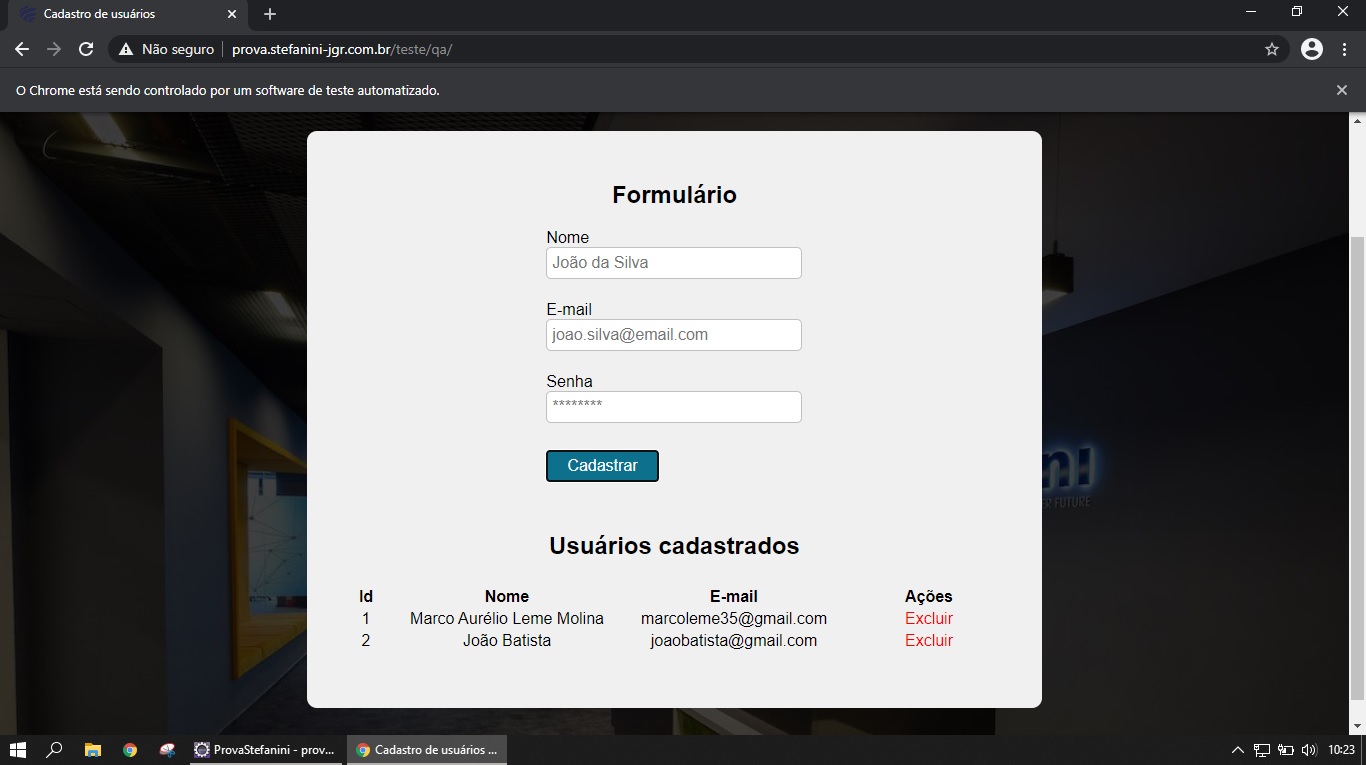 Cadastro de usuários
Não seguro prova.stefanini-jgr.com.br/teste/qa/
O Chrome está sendo controlado por um software de teste automatizado.
Formulário
Nome
João da Silva
E-mail
joao.silva@email.com
Senha
********
Cadastrar
Usuários cadastrados
Id Nome E-mail Ações
1 Marco Aurélio Leme Molina marcoleme35@gmail.com Excluir
2 João Batista joaobatista@gmail.com Excluir
ER FUTURE
ProvaStefanini - prov... Cadastro de usuários ... 10:23